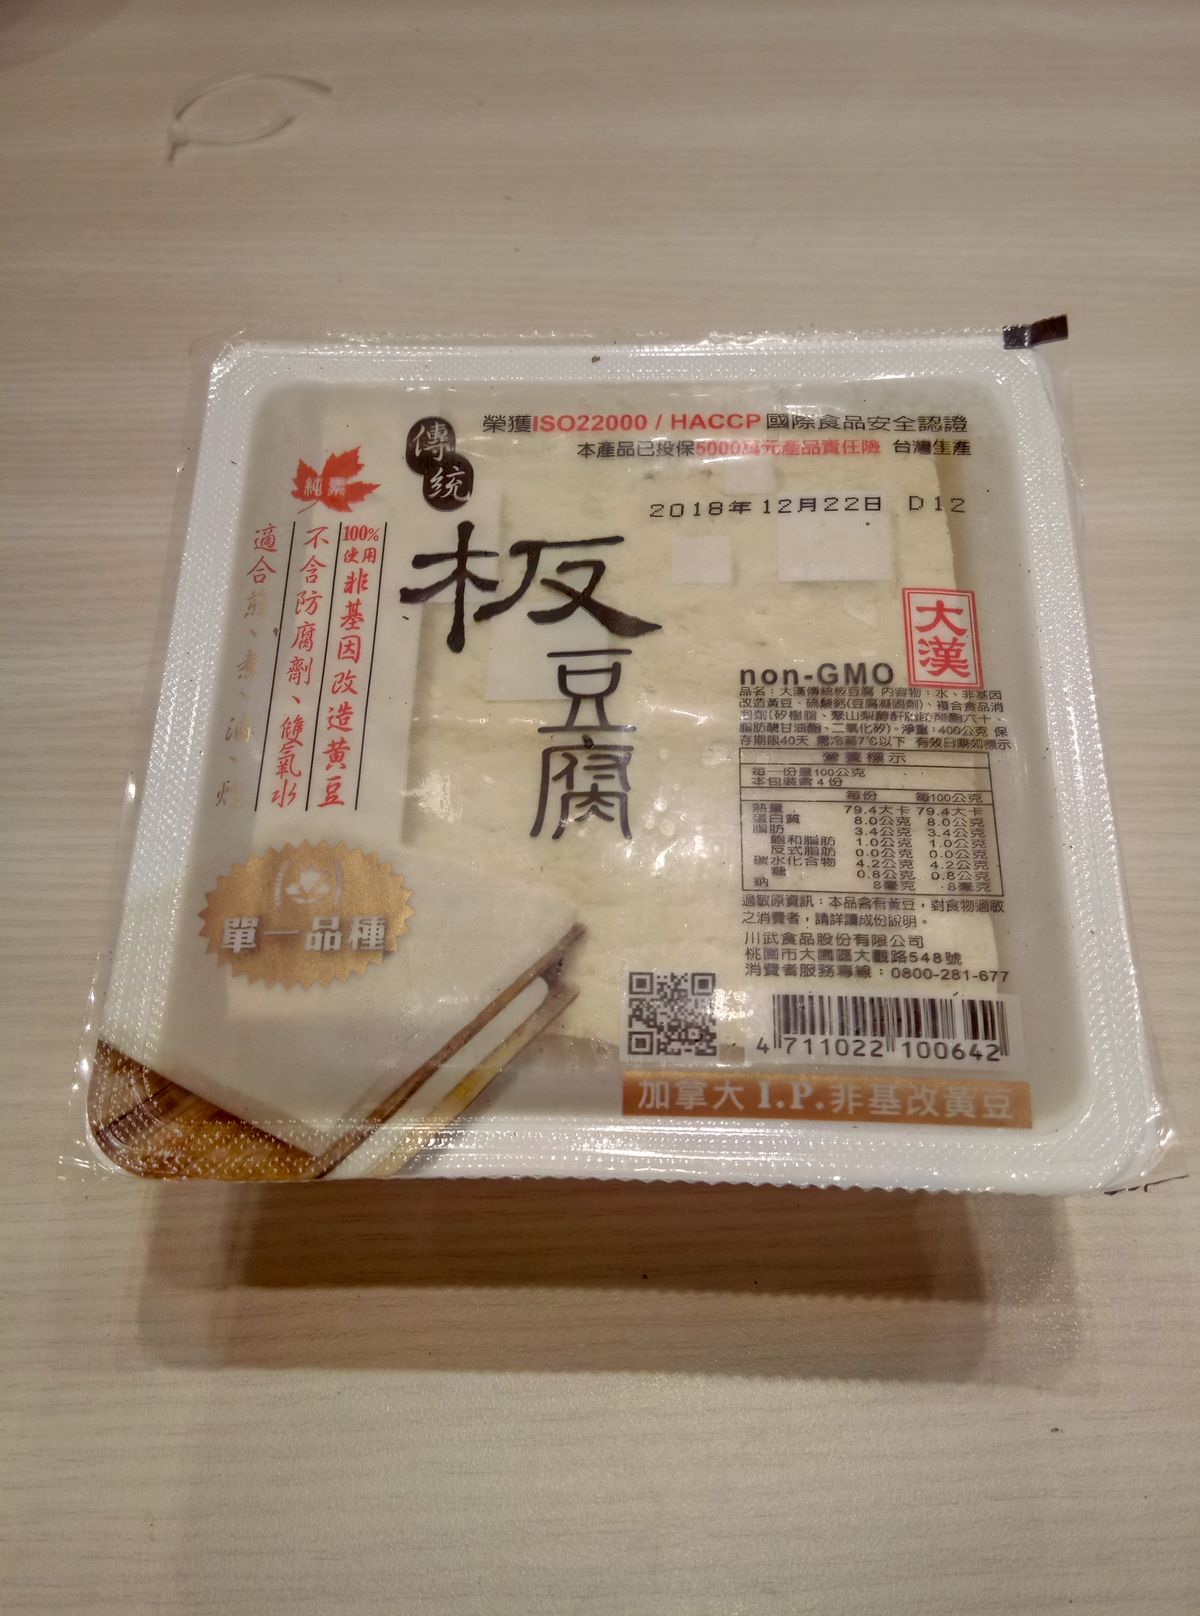 榮獲ISO22000 / HACCP國際食品安全認證
本產品已投保5000萬元產品責任險 台灣生產
2018年12月22日 D12
傳統
板豆腐
純素
100%使用非基因改造黃豆
不含防腐劑、雙氧水
適合煎、煮、滷、炸
大漢
non-GMO
品名：大漢傳統板豆腐 內容物：水、非基因
改造黃豆、硫酸鈣(豆腐凝固劑)、複合食品消
泡劑(矽樹脂、聚山梨醇酐脂肪酸酯六十、
脂肪酸甘油酯、二氧化矽)。淨重：400公克 保
存期限40天 需冷藏7℃以下 有效日期如標示
營養標示
每一份量100公克
本包裝含4份
每份 每100公克
熱量 79.4大卡 79.4大卡
蛋白質 8.0公克 8.0公克
脂肪 3.4公克 3.4公克
飽和脂肪 1.0公克 1.0公克
反式脂肪 0.0公克 0.0公克
碳水化合物 4.2公克 4.2公克
糖 0.8公克 0.8公克
鈉 8毫克 8毫克
過敏原資訊：本品含有黃豆，對食物過敏
之消費者，請詳讀成份說明。
川武食品股份有限公司
桃園市大園區大觀路548號
消費者服務專線：0800-281-677
4 711022 100642
單一品種
加拿大 I.P.非基改黃豆